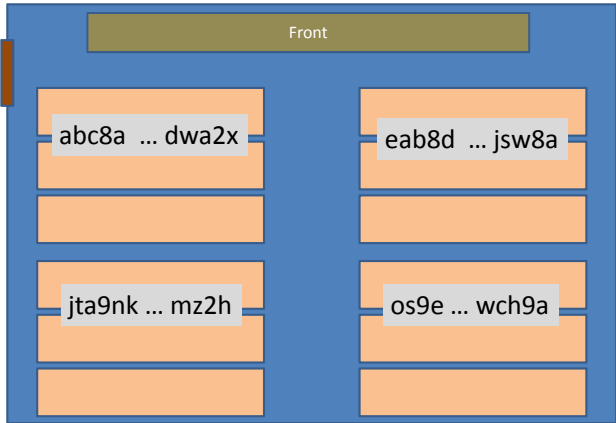 Front
abc8a ... dwa2x
eab8d ... jsw8a
jta9nk ... mz2h
os9e ... wch9a